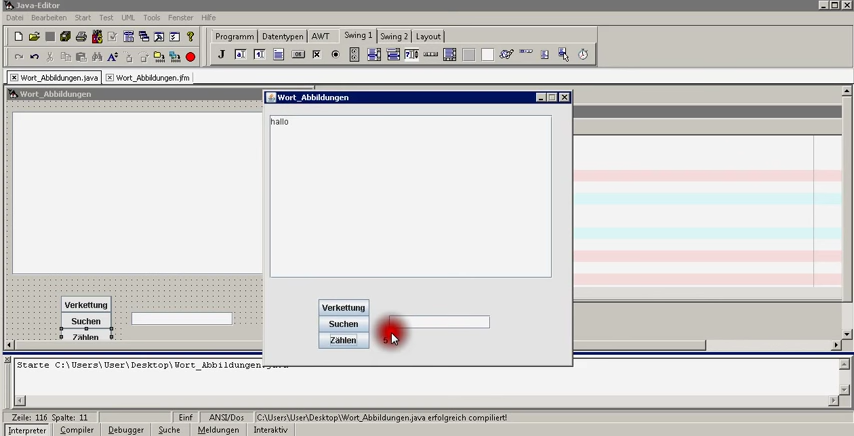 Java-Editor
Datei Bearbeiten Start Test UML Tools Fenster Hilfe
Programm Datentypen AWT Swing 1 Swing 2 Layout
Wort_Abbildungen.java Wort_Abbildungen.jfm
Wort_Abbildungen
Wort_Abbildungen
hallo
Verkettung
Suchen
Zählen
Verkettung
Suchen
Zählen
Starte C:\Users\User\Desktop\Wort_Abbildungen.java
Zeile: 116 Spalte: 11 Einf ANSI/Dos C:\Users\User\Desktop\Wort_Abbildungen.java erfolgreich compiliert!
Interpreter Compiler Debugger Suche Meldungen Interaktiv